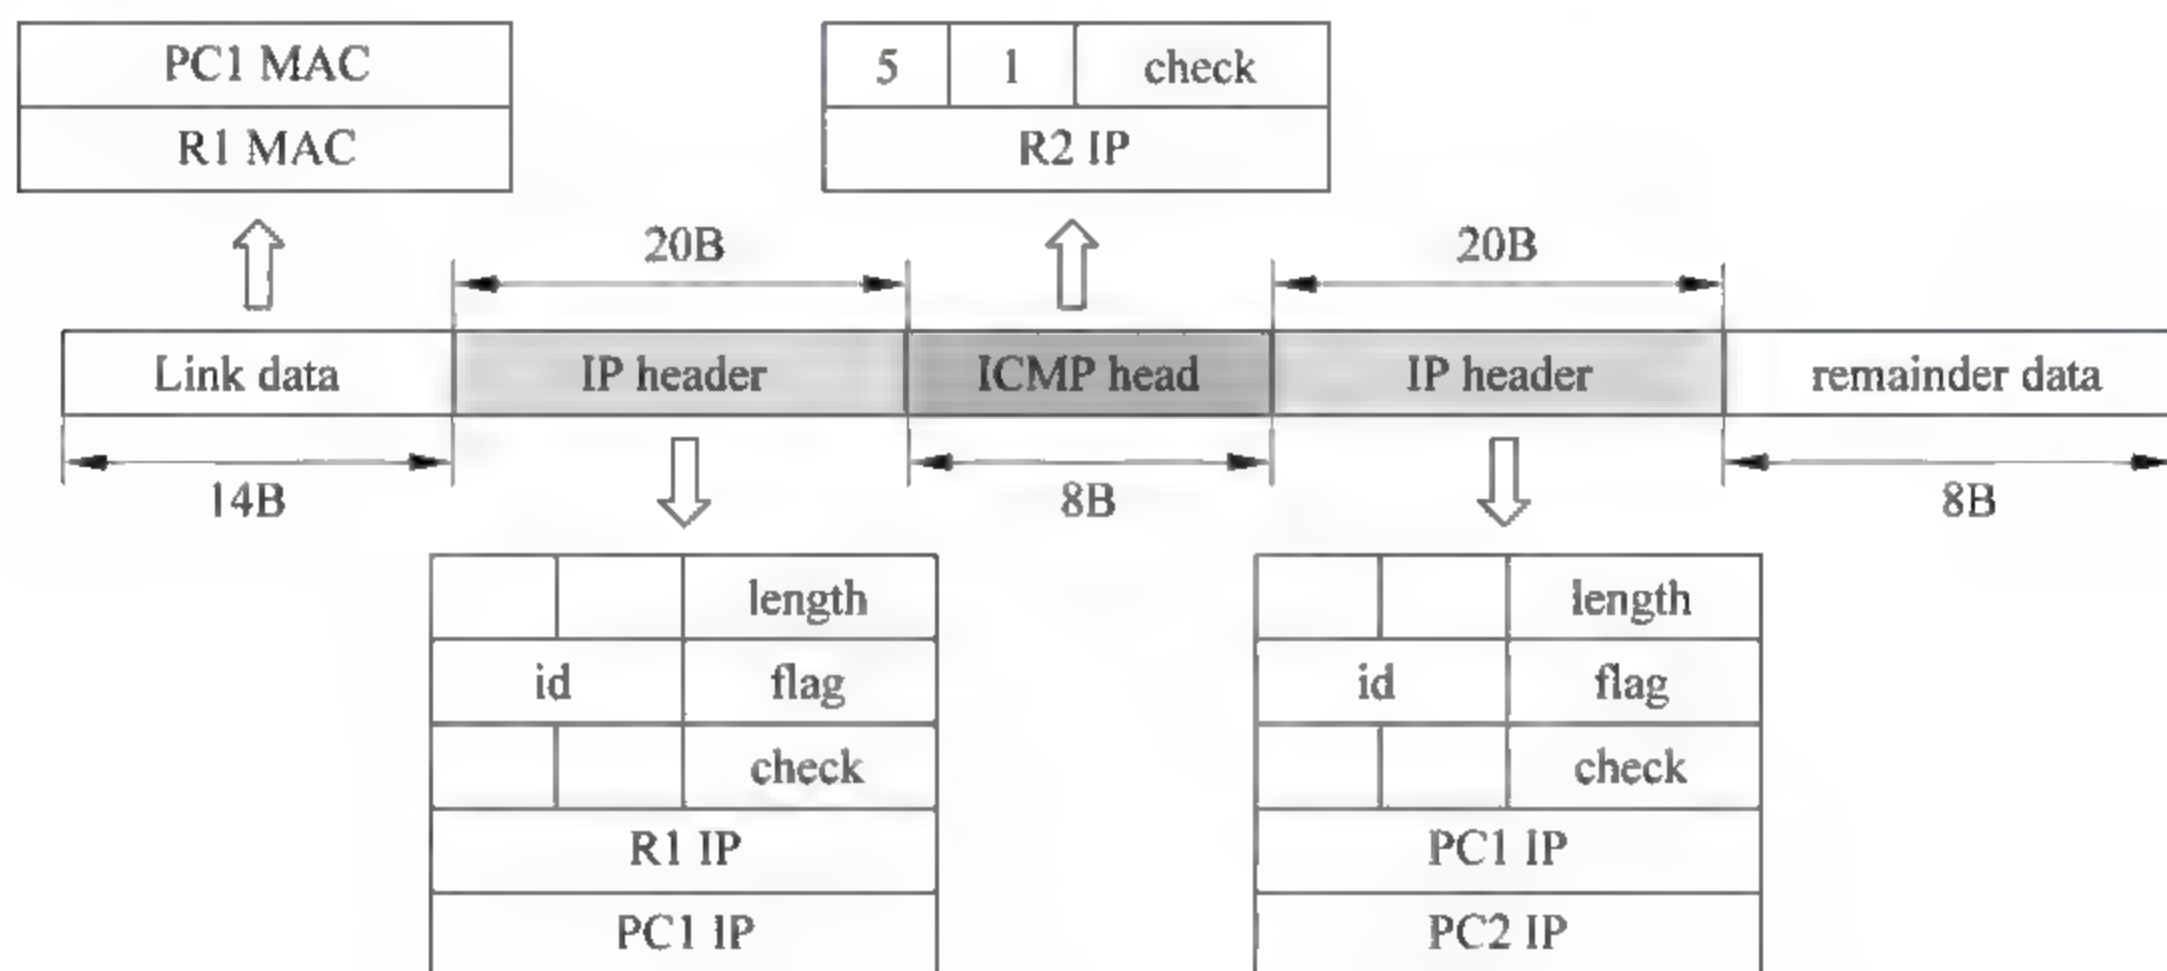 PC1 MAC
R1 MAC
5 1 check
R2 IP
20B 20B
Link data IP header ICMP head IP header remainder data
14B 8B 8B
length
id flag
check
R1 IP
PC1 IP
length
id flag
check
PC1 IP
PC2 IP